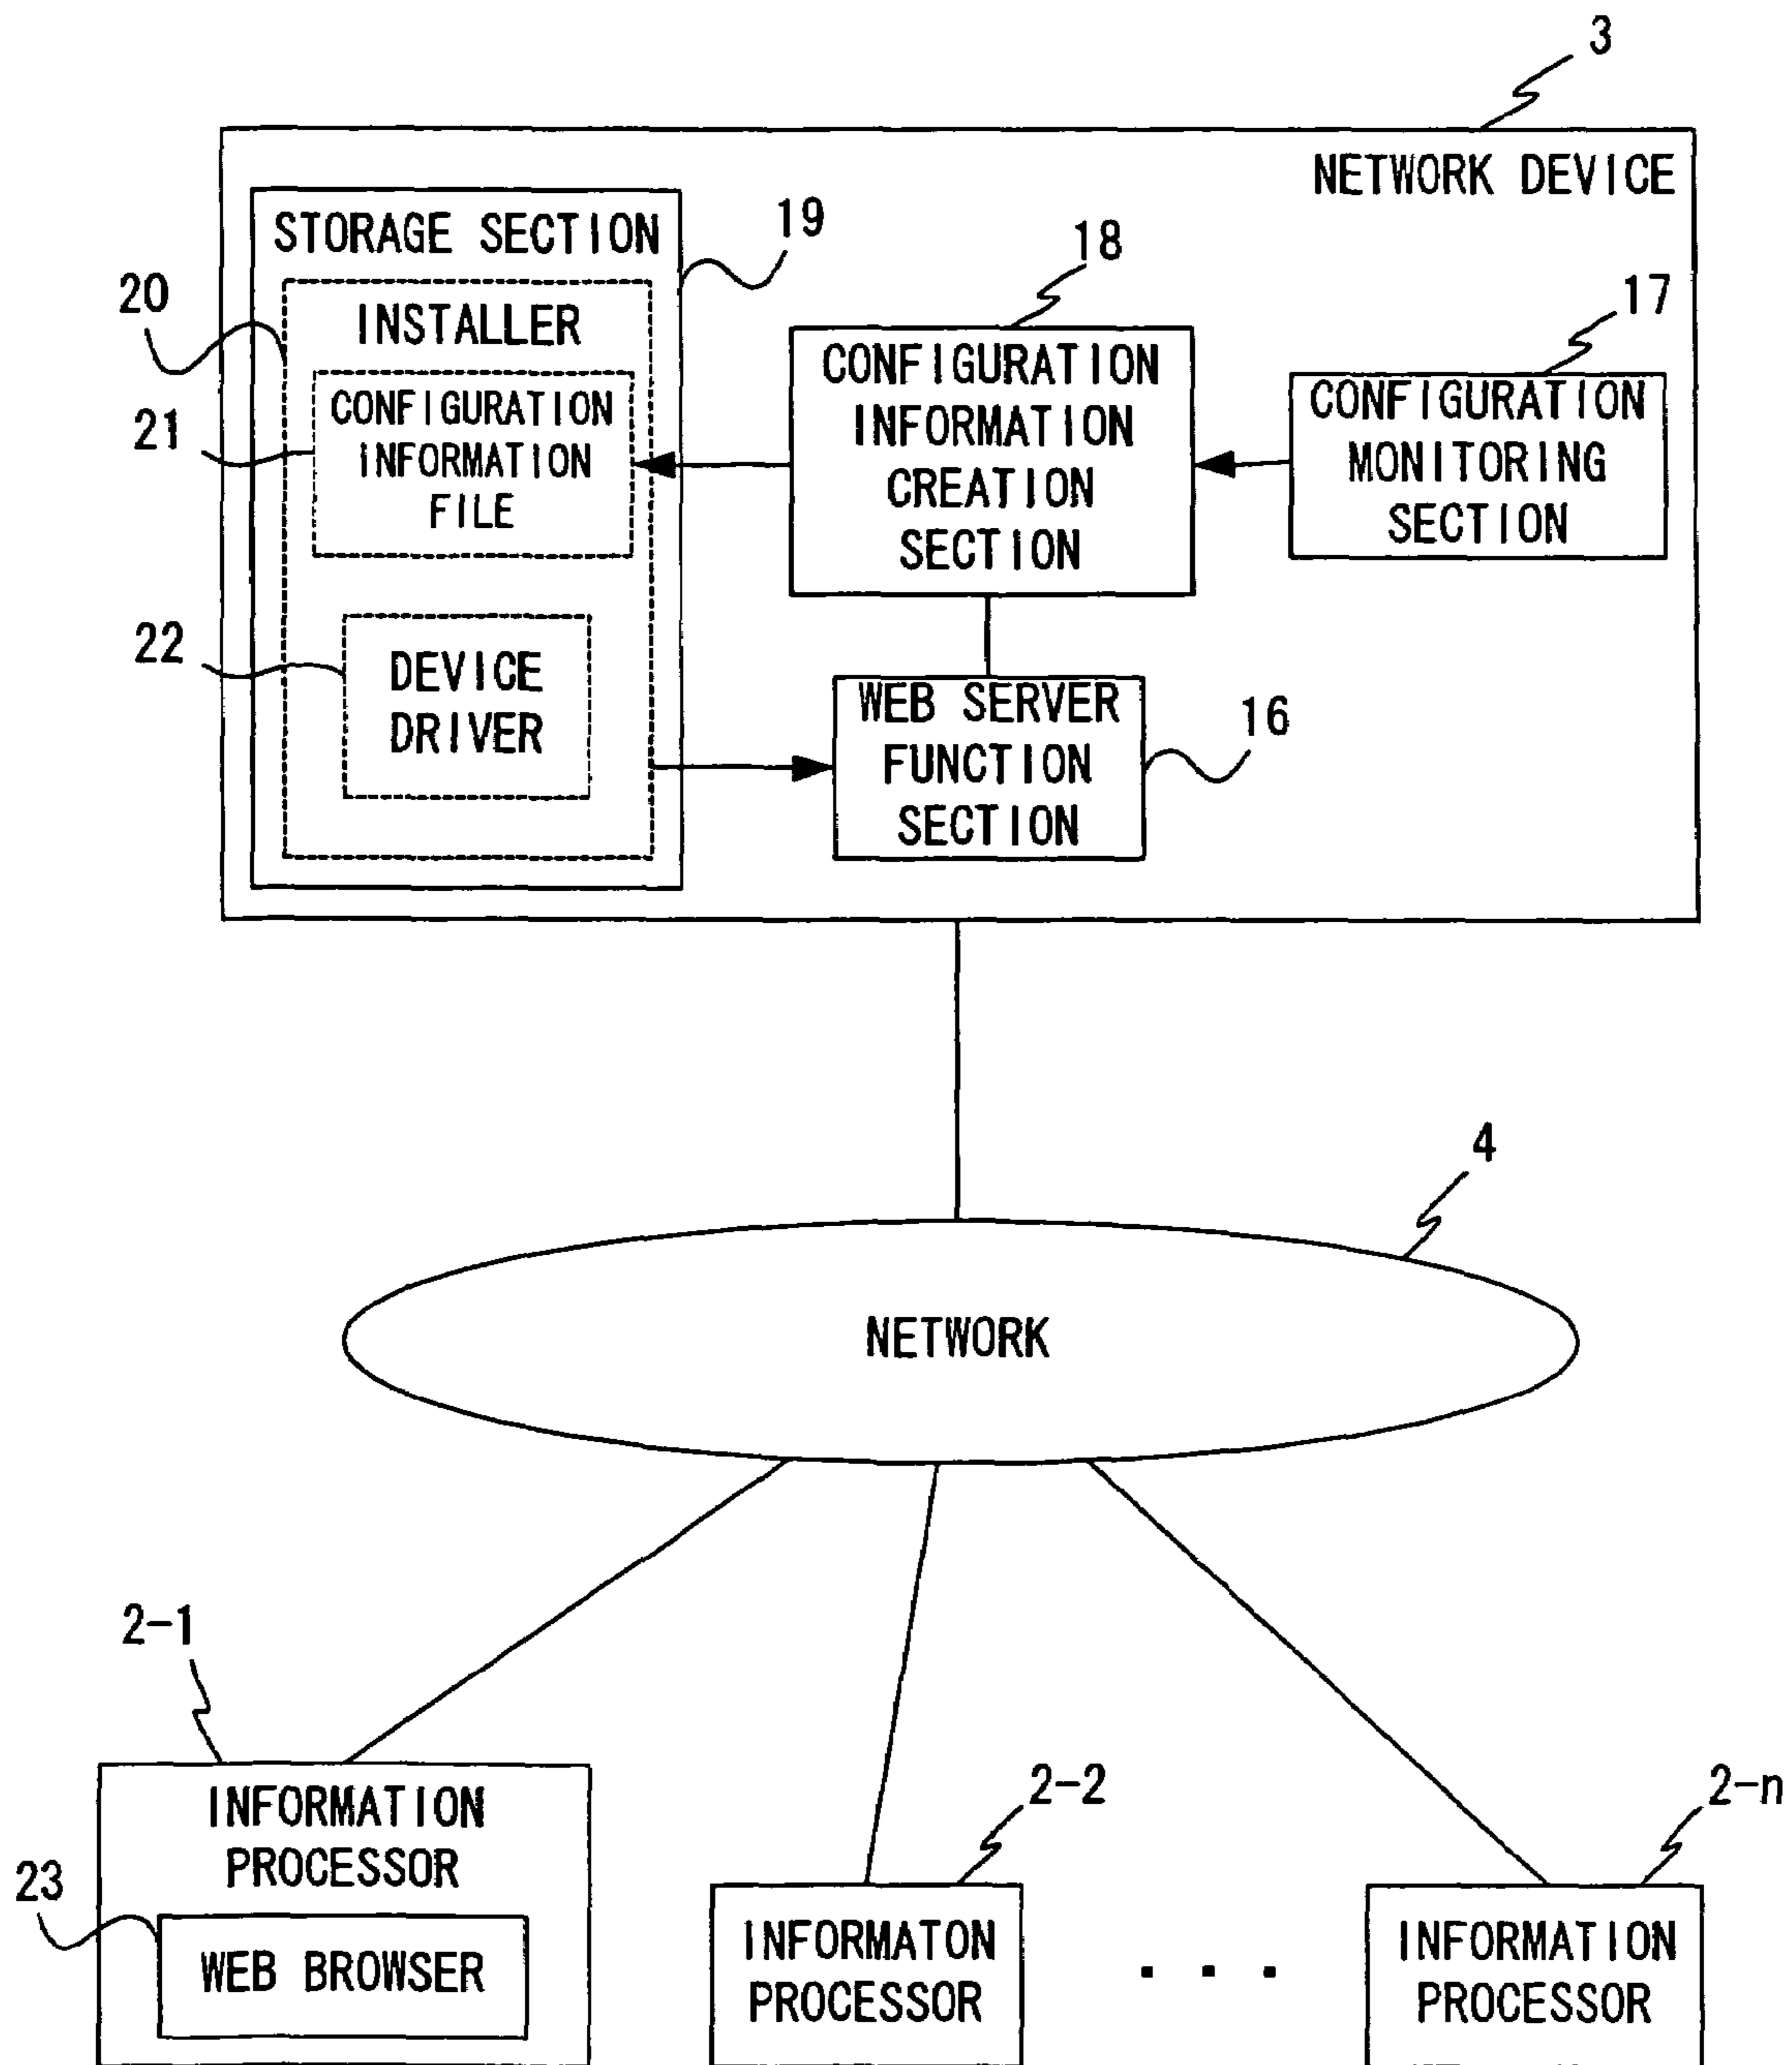 3
NETWORK DEVICE
STORAGE SECTION
19
18
17
20
INSTALLER
CONFIGURATION
INFORMATION
CREATION
SECTION
CONFIGURATION
MONITORING
SECTION
21
CONFIGURATION
INFORMATION
FILE
22
DEVICE
DRIVER
WEB SERVER
FUNCTION
SECTION
16
4
NETWORK
2-1
INFORMATION
PROCESSOR
23
WEB BROWSER
2-2
INFORMATON
PROCESSOR
. . .
2-n
INFORMATION
PROCESSOR